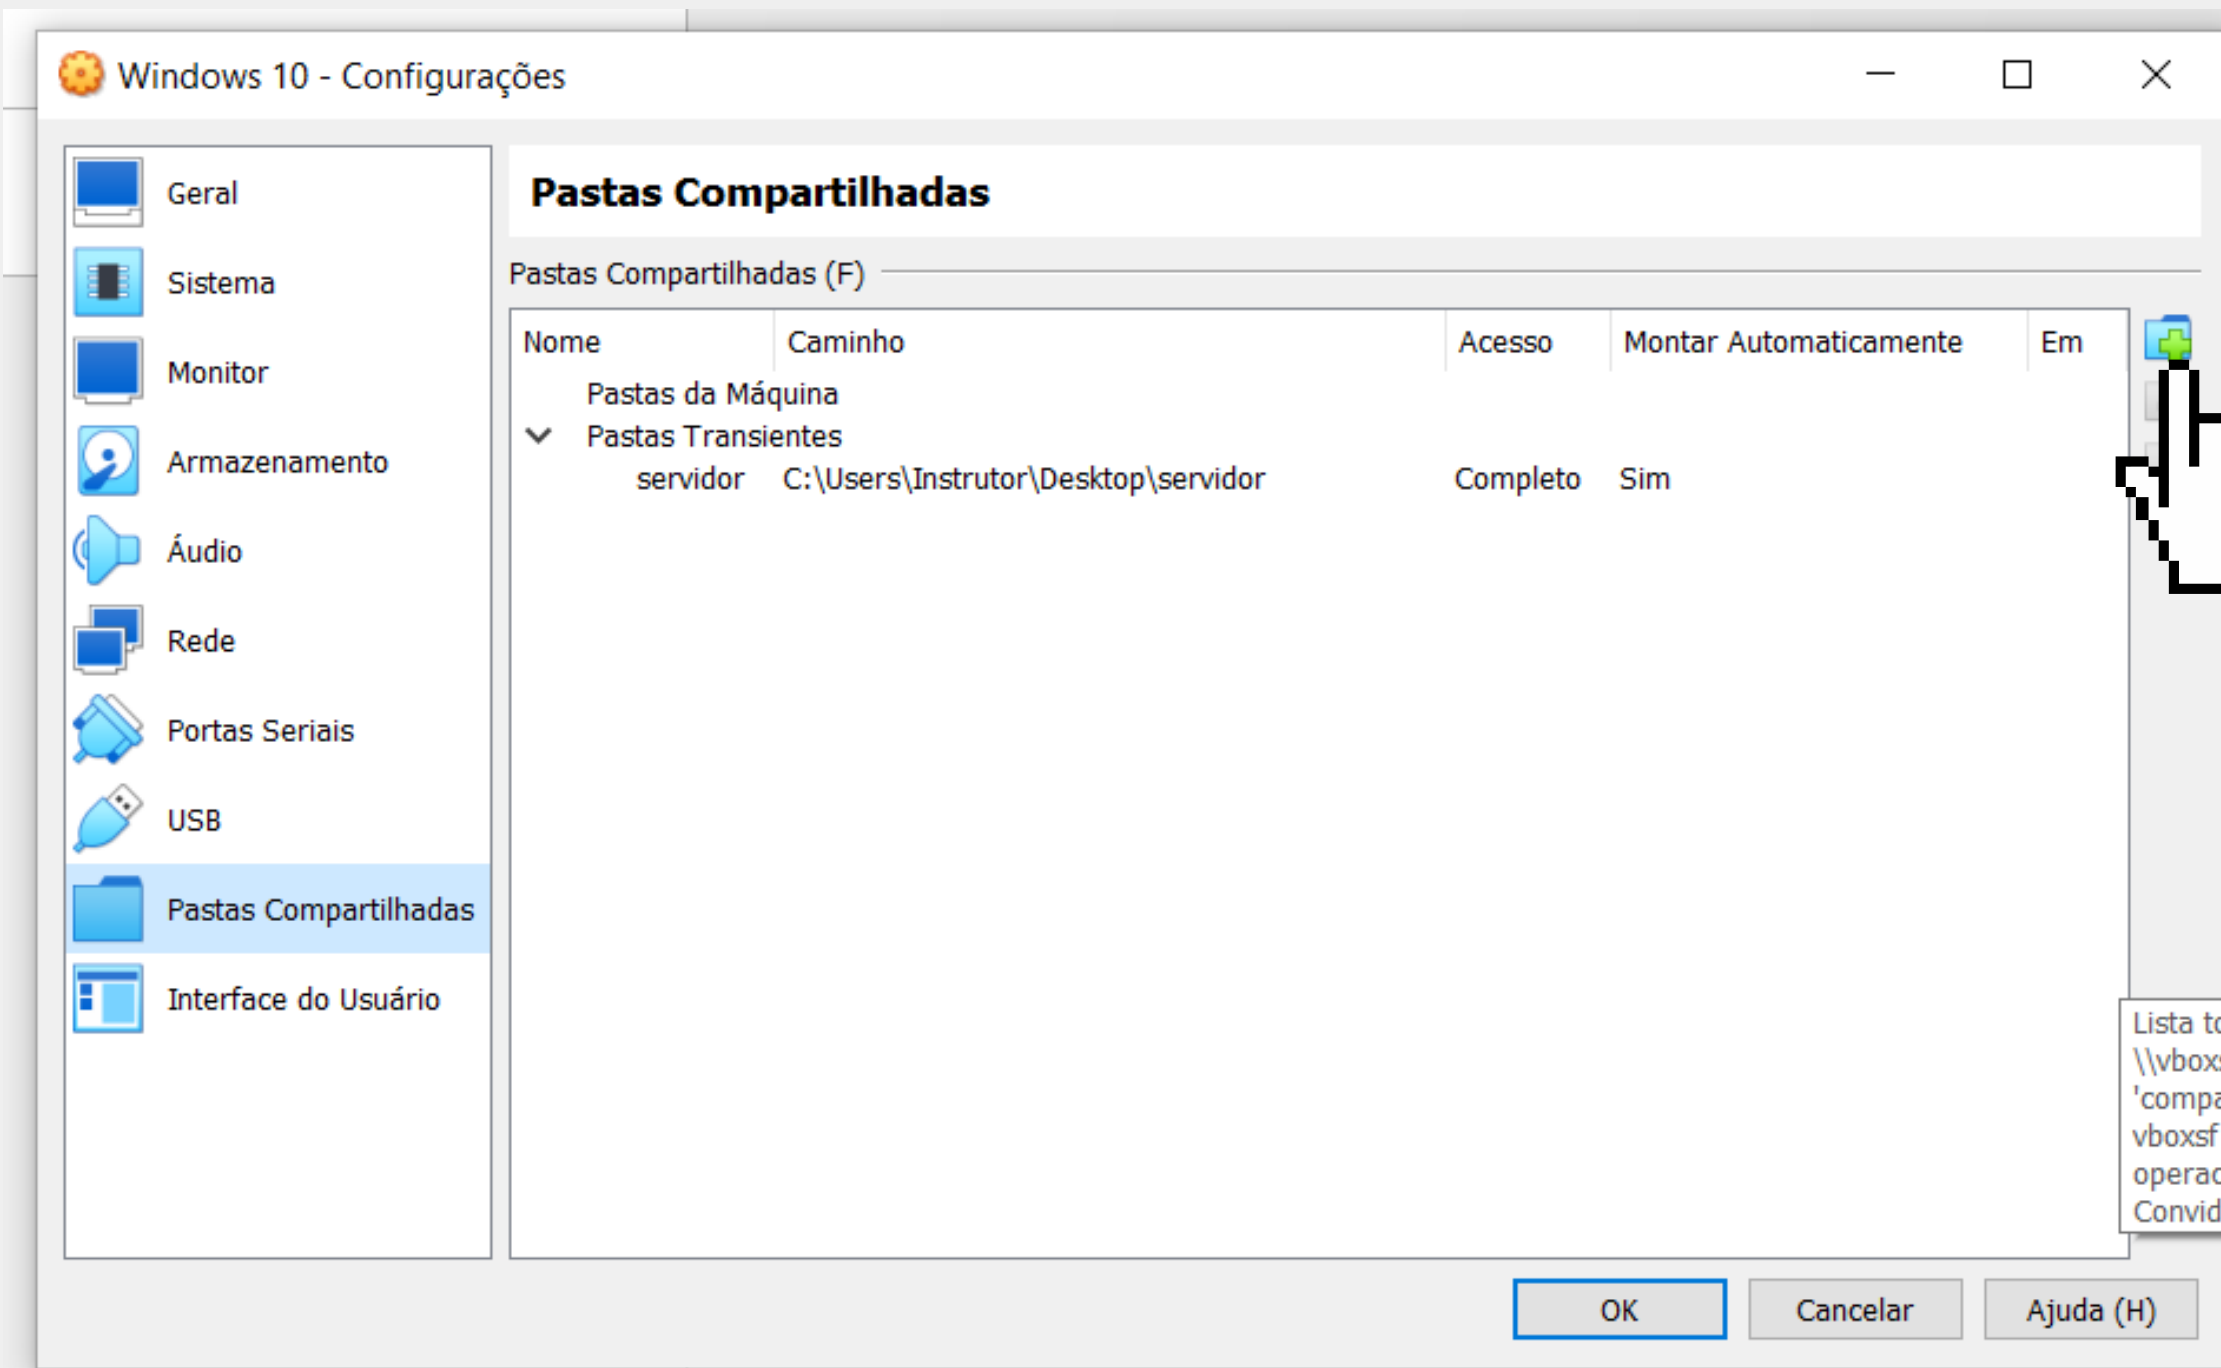 Windows 10 - Configurações
Geral
Sistema
Monitor
Armazenamento
Áudio
Rede
Portas Seriais
USB
Pastas Compartilhadas
Interface do Usuário
Pastas Compartilhadas
Pastas Compartilhadas (F)
Nome Caminho Acesso Montar Automaticamente Em
Pastas da Máquina
Pastas Transientes
servidor C:\Users\Instrutor\Desktop\servidor Completo Sim
Lista
vboxsf
OK Cancelar Ajuda (H)